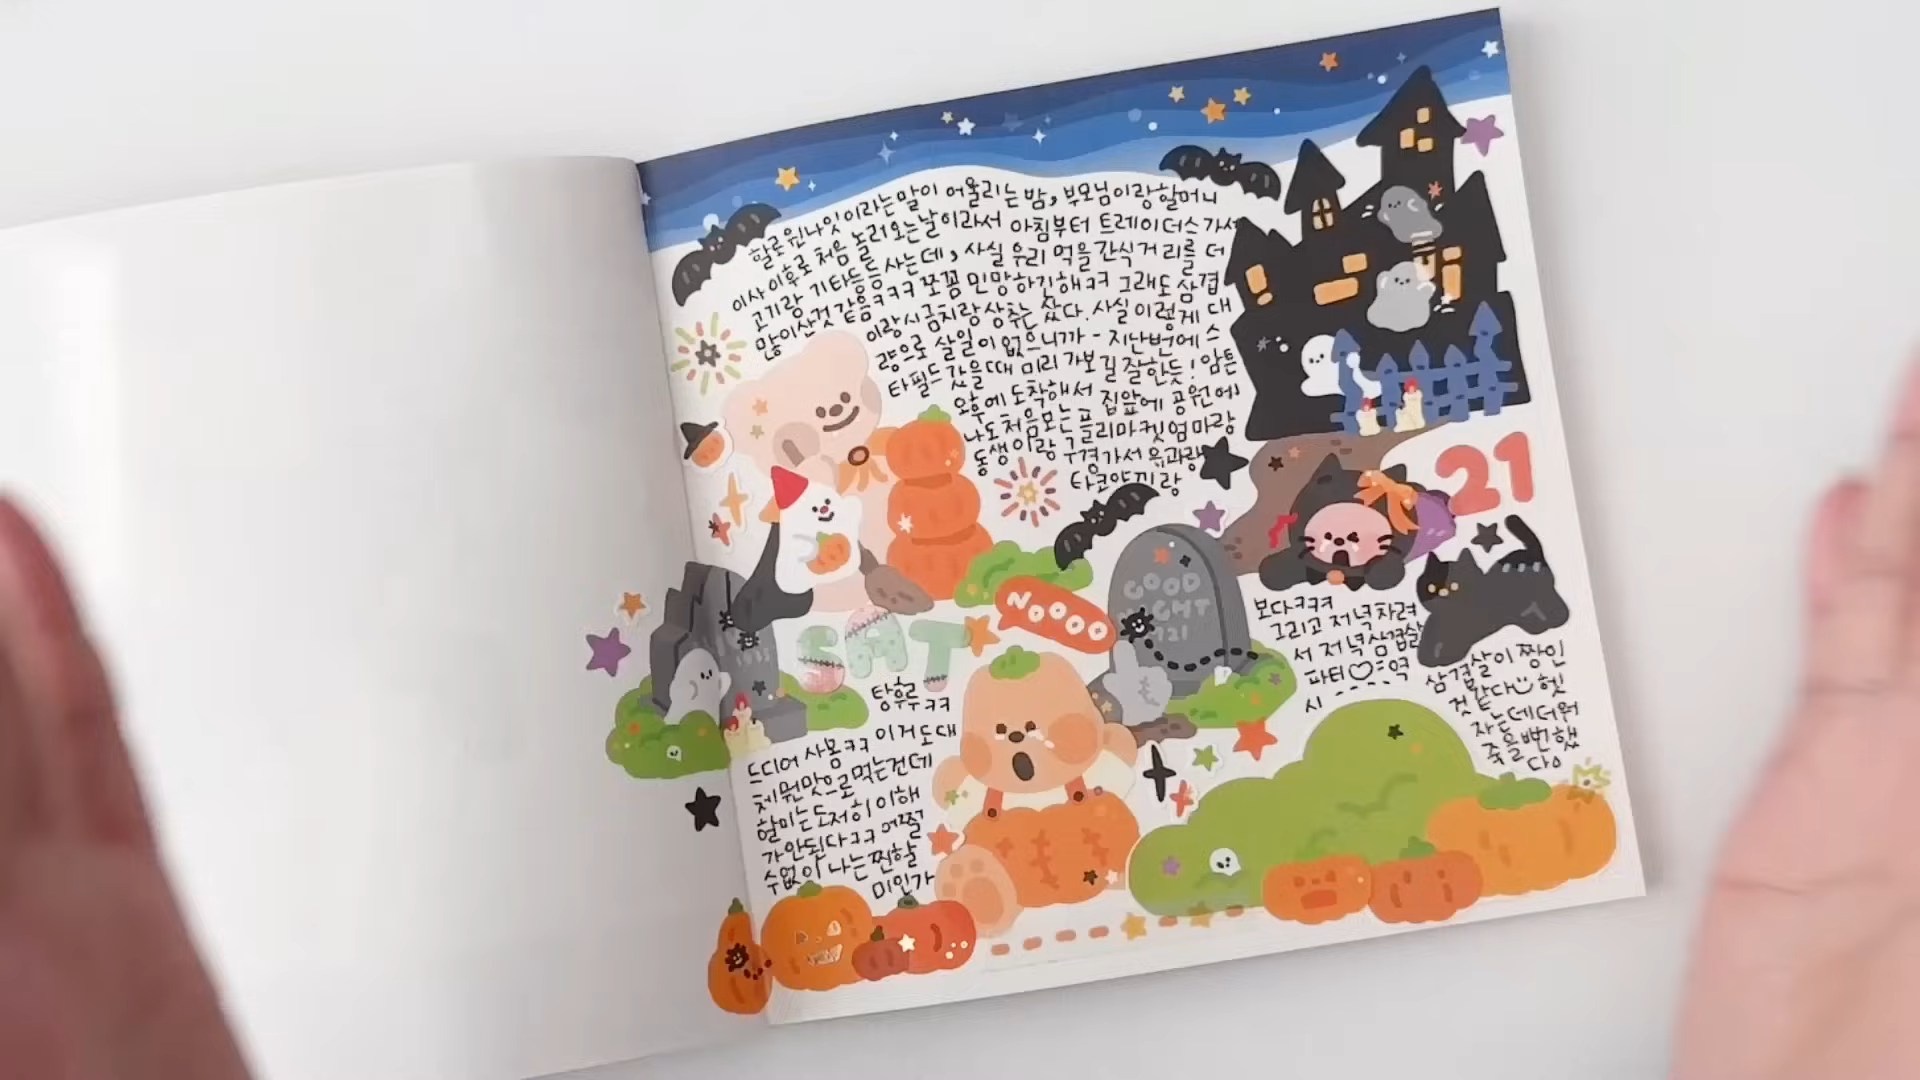 할로윈나잇이라는말이 어울리는밤, 부모님이랑할머니
이사 이후로 처음 놀러오는날이라서 아침부터 트레이더스가서
고기랑 기타등등 사는데, 사실 우리 먹을간식거리를 더
많이산것 같음ㅋㅋㅋ 쪼꼼 민망하긴해ㅋㅋ 그래도 삼겹
이랑시금치랑상추는 샀다. 사실 이렇게 대
량으로 살일이 없으니까 - 지난번에 스
타필드 갔을때 미리 가보길 잘한듯! 암튼
오후에 도착해서 집앞에 공원에
나도처음보는 플리마켓엄마랑
동생이랑 구경가서
타코야끼랑
21
NOOOO
GOOD
NIGHT
721
SAT
탕후루
ㅋㅋ
드디어 사봄ㅋㅋ 이거도대
체뭔맛으로먹는건데
할미는도저히이해
가안된다ㅋㅋ어쩔
수없이 나는찐할
미인가
보다ㅋㅋㅋ
그리고 저녁차려
서 저녁삼겹살
파티♡=역
시
삼겹살이 짱인
것 같다
자는데더워
죽을뻔했
다